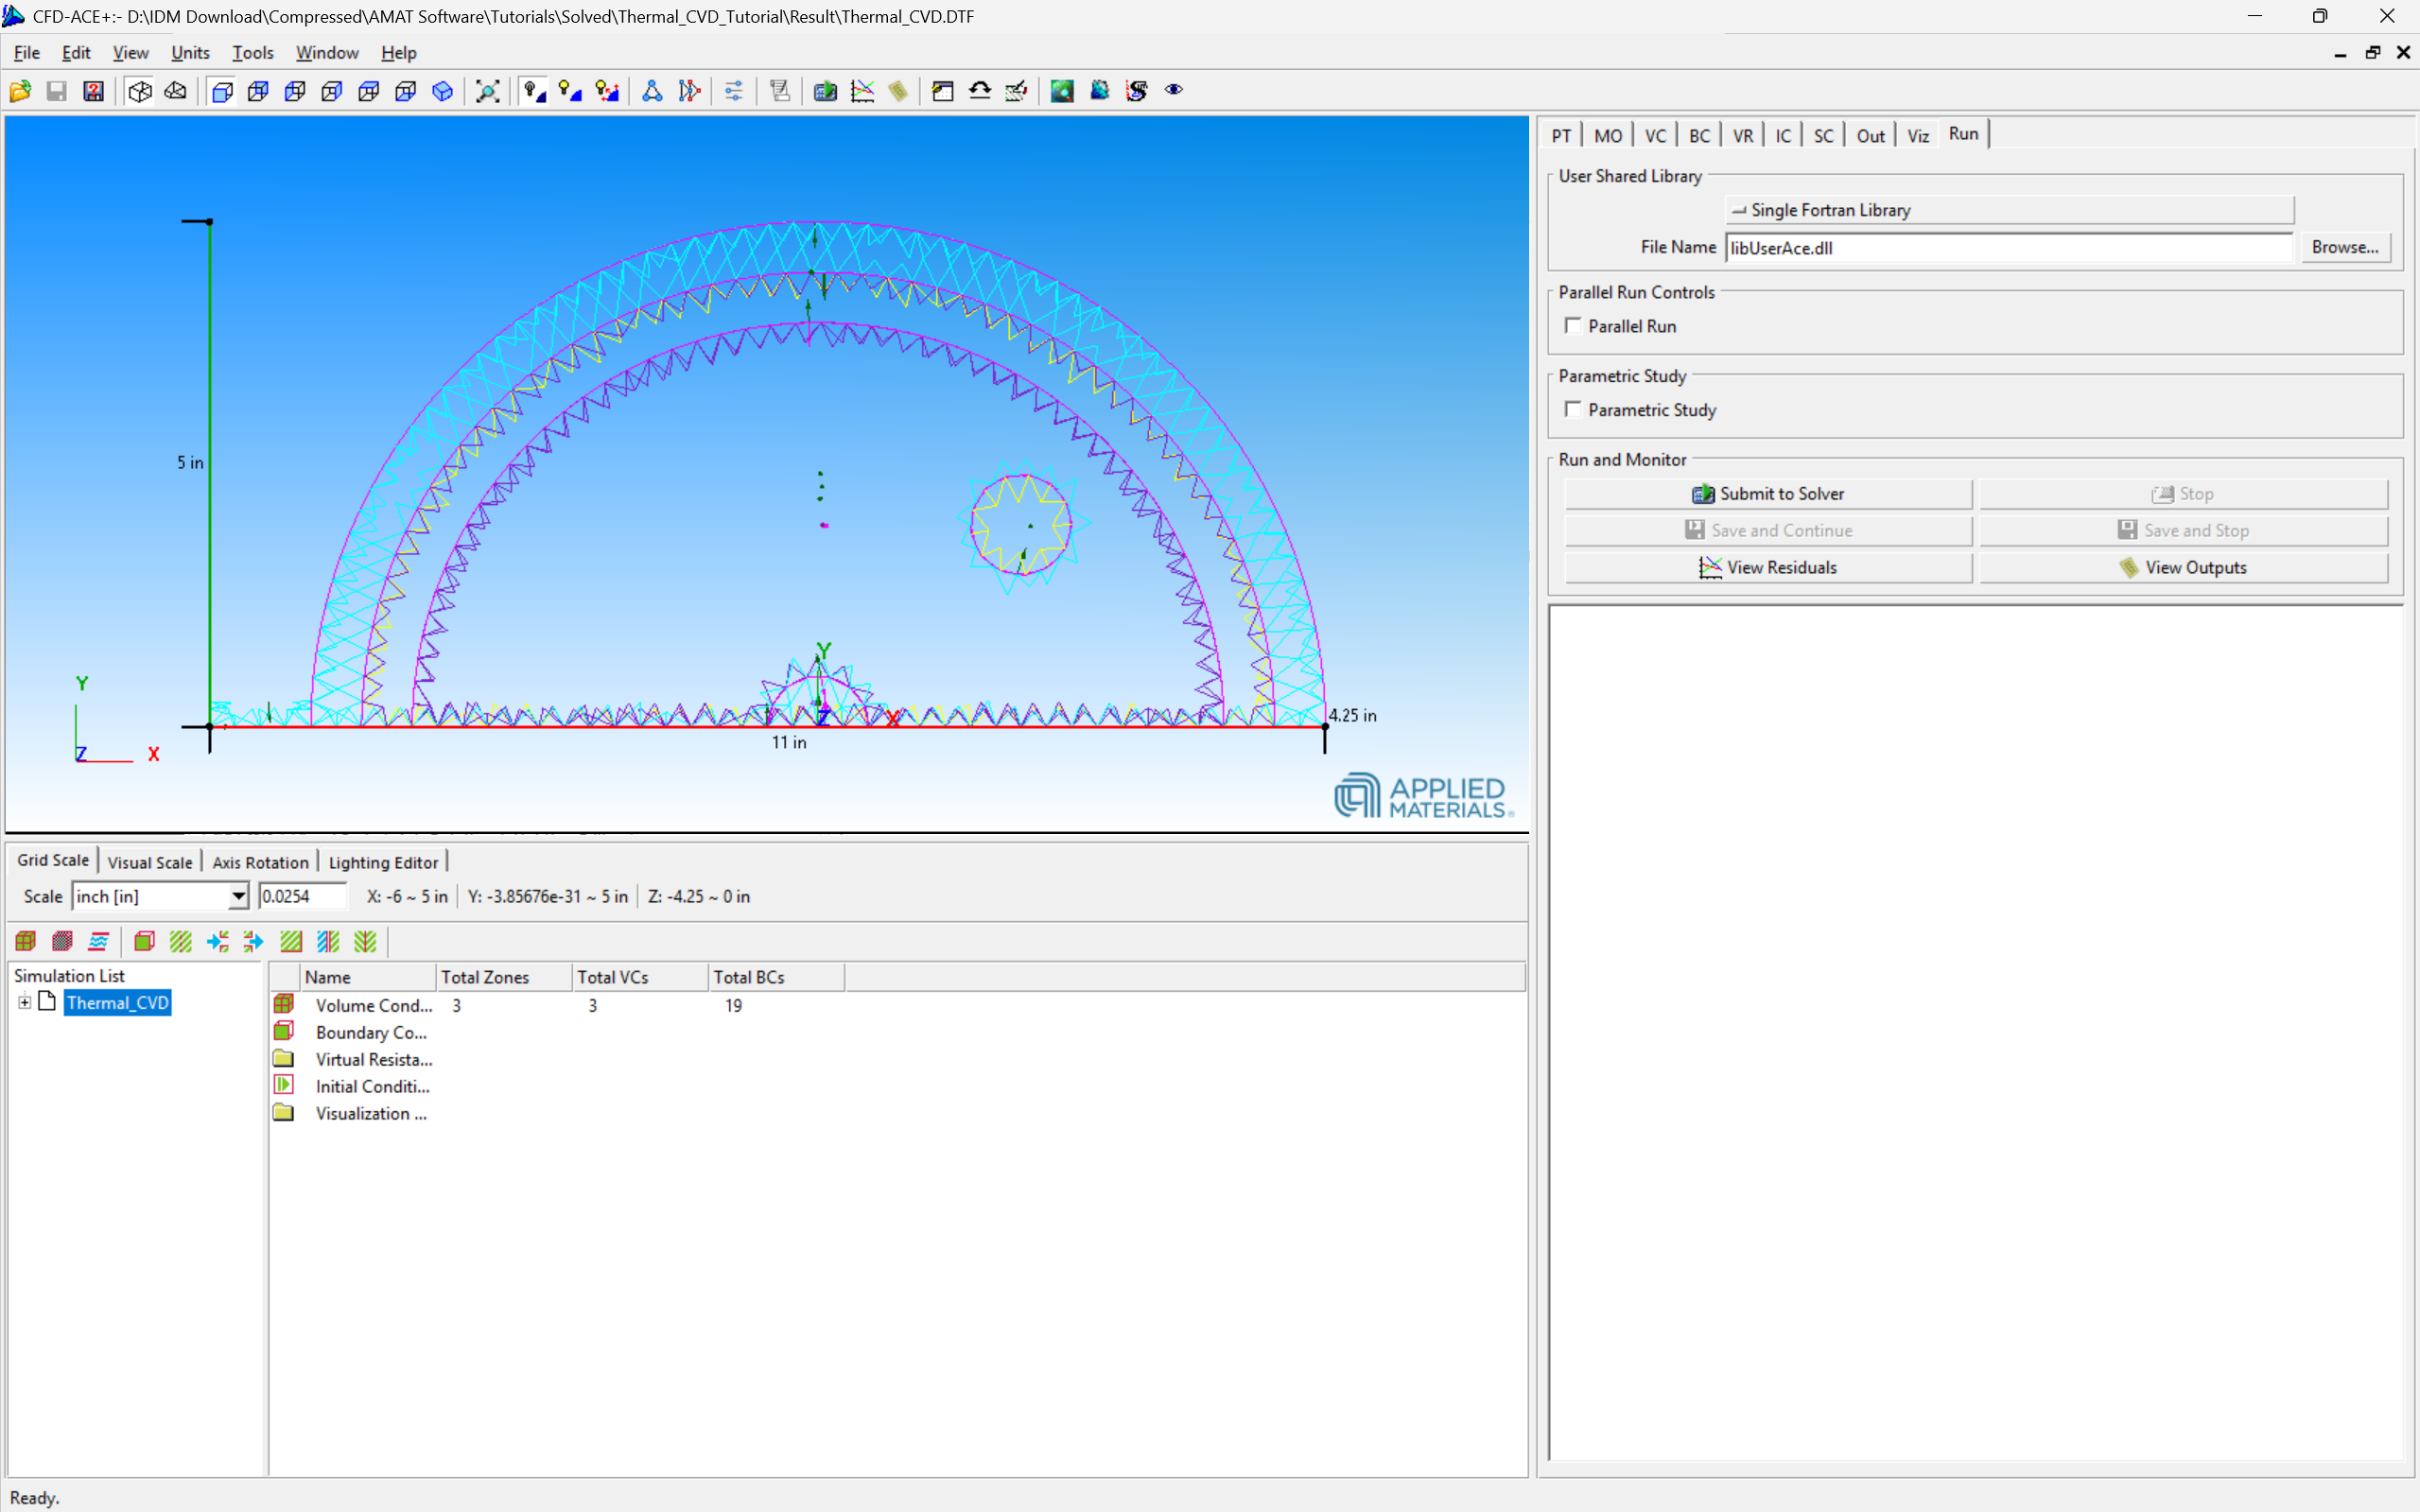 CFD-ACE+:- D:\IDM Download\Compressed\AMAT Software\Tutorials\Solved\Thermal_CVD_Tutorial\Result\Thermal_CVD.DTF
File Edit View Units Tools Window Help
PT MO VC BC VR IC SC Out Viz Run
User Shared Library
Single Fortran Library
File Name libUserAce.dll Browse...
Parallel Run Controls
Parallel Run
Parametric Study
Parametric Study
Run and Monitor
Submit to Solver Stop
Save and Continue Save and Stop
View Residuals View Outputs
5 in
Y
Y
Z X
4.25 in
11 in
Z X
APPLIED
MATERIALS®
Grid Scale Visual Scale Axis Rotation Lighting Editor
Scale inch [in] 0.0254 X: -6 ~ 5 in Y: -3.85676e-31 ~ 5 in Z: -4.25 ~ 0 in
Simulation List
Thermal_CVD
Name Total Zones Total VCs Total BCs
Volume Cond... 3 3 19
Boundary Co...
Virtual Resista...
Initial Conditi...
Visualization ...
Ready.